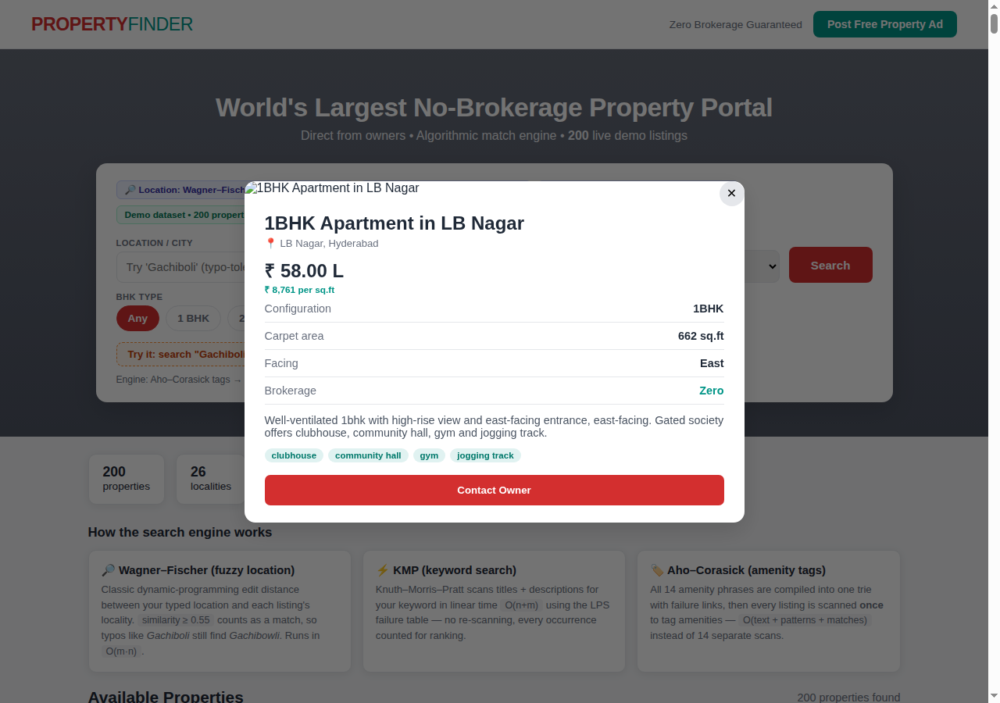 PROPERTYFINDER
Zero Brokerage Guaranteed
Post Free Property Ad
World's Largest No-Brokerage Property Portal
Direct from owners • Algorithmic match engine • 200 live demo listings
🔎 Location: Wagner–Fisch
Demo dataset • 200 propert
LOCATION / CITY
Try 'Gachiboli' (typo-tole
Search
BHK TYPE
Any
1 BHK
2
Try it: search "Gachiboli
Engine: Aho–Corasick tags →
1BHK Apartment in LB Nagar
✕
1BHK Apartment in LB Nagar
📍 LB Nagar, Hyderabad
₹ 58.00 L
₹ 8,761 per sq.ft
Configuration 1BHK
Carpet area 662 sq.ft
Facing East
Brokerage Zero
Well-ventilated 1bhk with high-rise view and east-facing entrance, east-facing. Gated society
offers clubhouse, community hall, gym and jogging track.
clubhouse community hall gym jogging track
Contact Owner
200
properties
26
localities
How the search engine works
🔎 Wagner–Fischer (fuzzy location)
Classic dynamic-programming edit distance
between your typed location and each listing's
locality. similarity ≥ 0.55 counts as a match, so
typos like Gachiboli still find Gachibowli. Runs in
O(m·n) .
⚡ KMP (keyword search)
Knuth–Morris–Pratt scans titles + descriptions for
your keyword in linear time O(n+m) using the LPS
failure table — no re-scanning, every occurrence
counted for ranking.
🏷️ Aho–Corasick (amenity tags)
All 14 amenity phrases are compiled into one trie
with failure links, then every listing is scanned once
to tag amenities — O(text + patterns + matches)
instead of 14 separate scans.
Available Properties
200 properties found